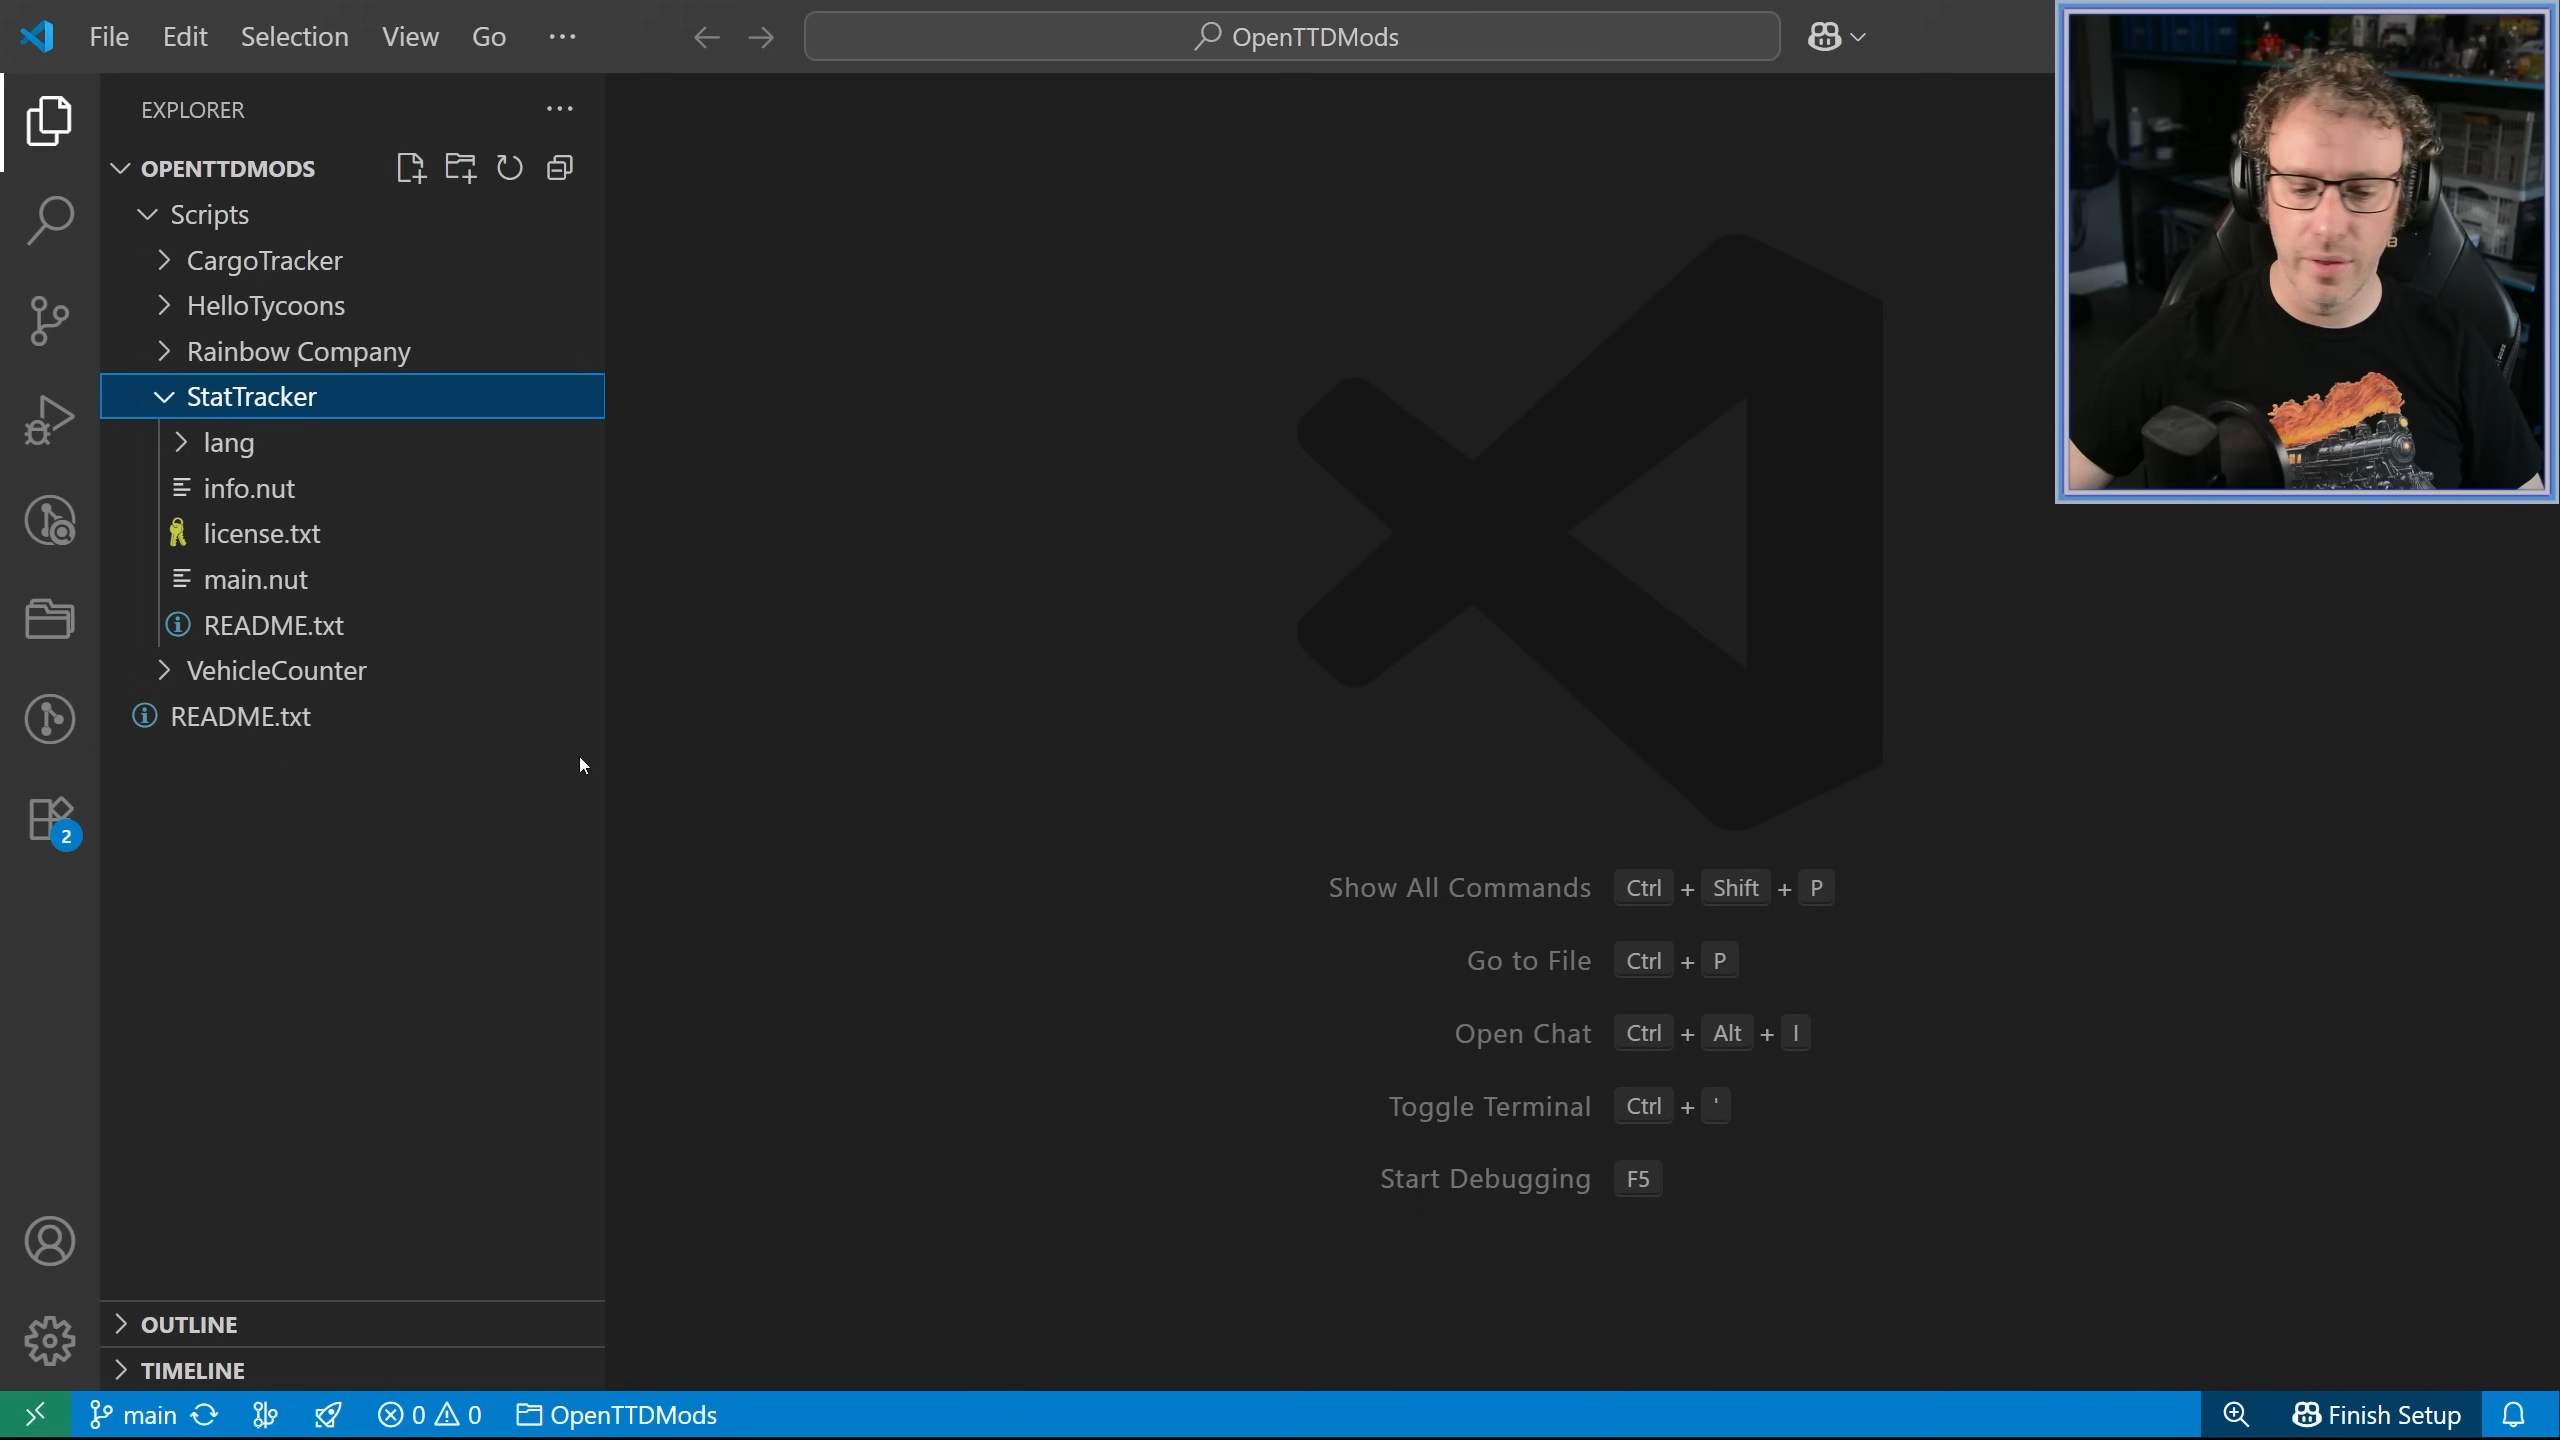 File Edit Selection View Go ···
OpenTTDMods
EXPLORER
OPENTTDMODS
Scripts
CargoTracker
HelloTycoons
Rainbow Company
StatTracker
lang
info.nut
license.txt
main.nut
README.txt
VehicleCounter
README.txt
2
Show All Commands Ctrl + Shift + P
Go to File Ctrl + P
Open Chat Ctrl + Alt + I
Toggle Terminal Ctrl + '
Start Debugging F5
OUTLINE
TIMELINE
main 0 0 OpenTTDMods Finish Setup